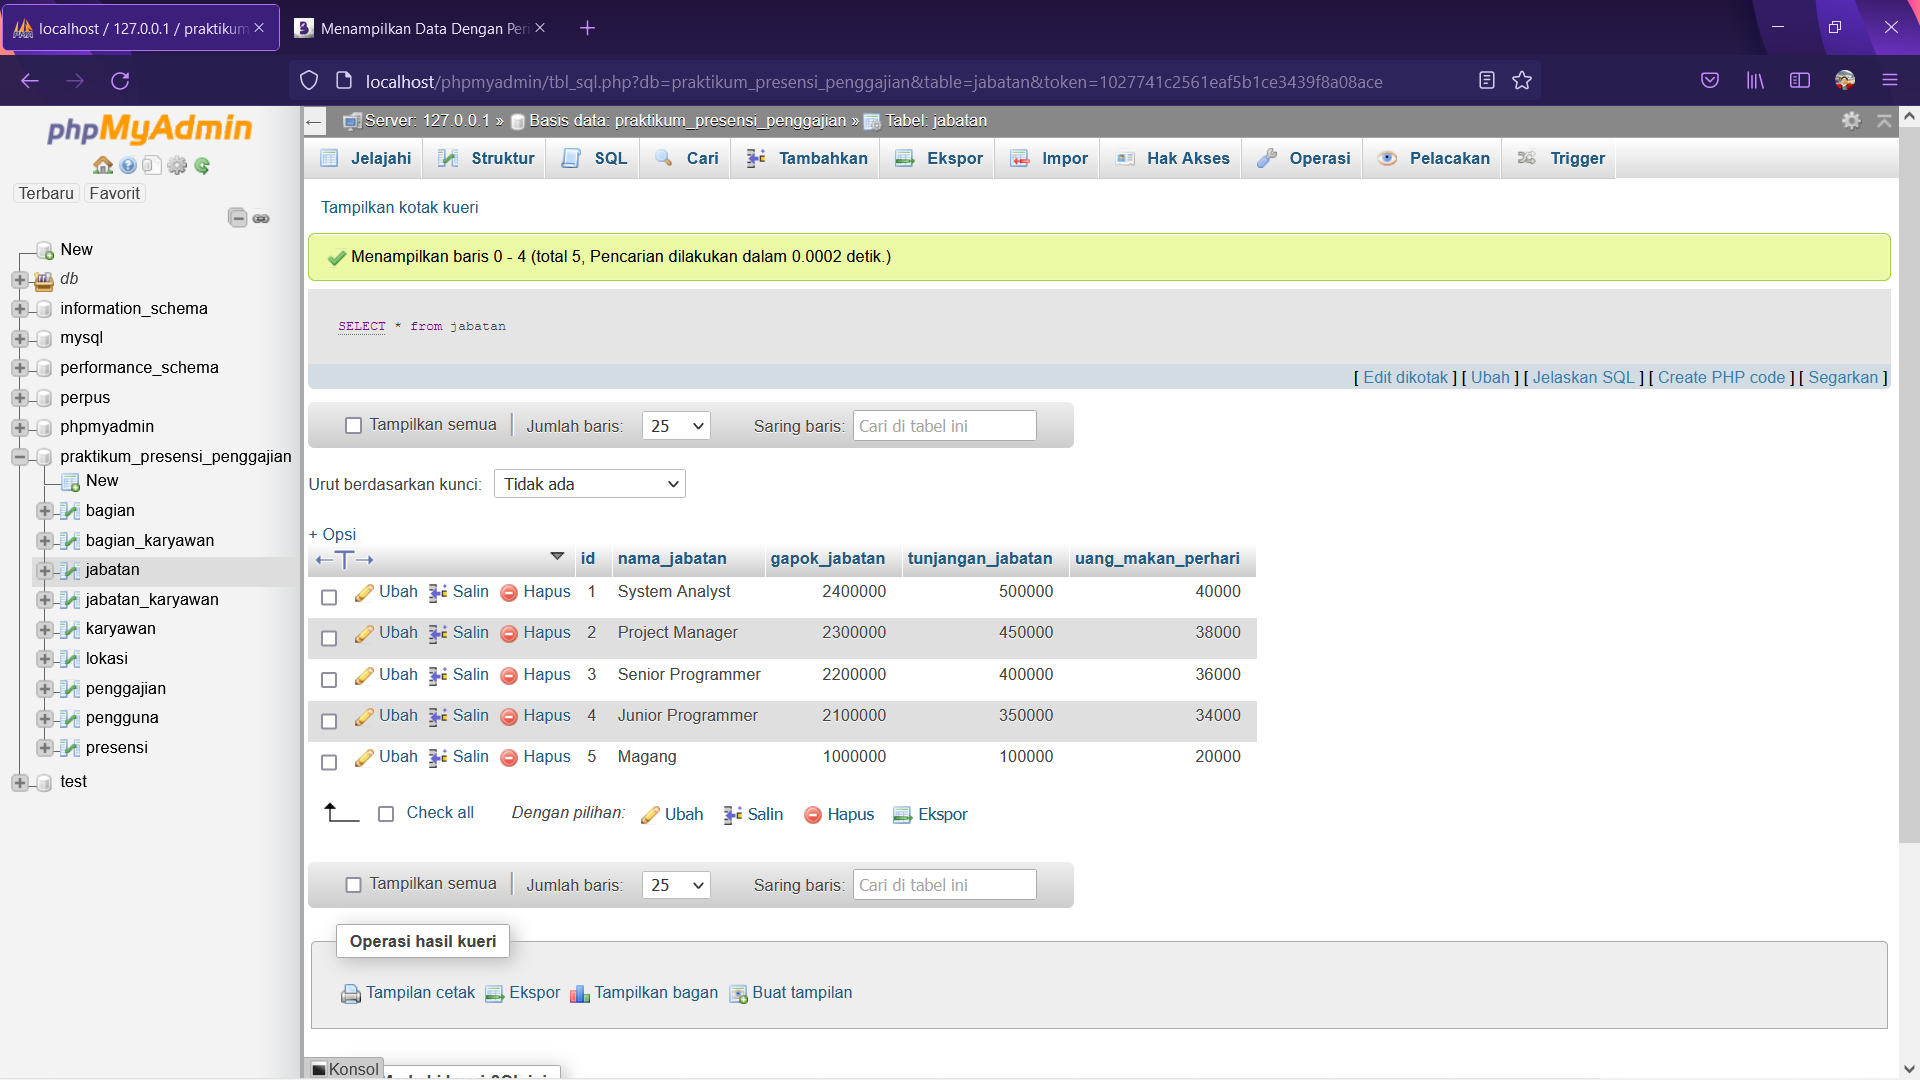 localhost / 127.0.0.1 / praktikum
Menampilkan Data Dengan Peri
localhost/phpmyadmin/tbl_sql.php?db=praktikum_presensi_penggajian&table=jabatan&token=1027741c2561eaf5b1ce3439f8a08ace
phpMyAdmin
Terbaru Favorit
New
db
information_schema
mysql
performance_schema
perpus
phpmyadmin
praktikum_presensi_penggajian
New
bagian
bagian_karyawan
jabatan
jabatan_karyawan
karyawan
lokasi
penggajian
pengguna
presensi
test
Server: 127.0.0.1 » Basis data: praktikum_presensi_penggajian » Tabel: jabatan
Jelajahi Struktur SQL Cari Tambahkan Ekspor Impor Hak Akses Operasi Pelacakan Trigger
Tampilkan kotak kueri
Menampilkan baris 0 - 4 (total 5, Pencarian dilakukan dalam 0.0002 detik.)
SELECT * from jabatan
[ Edit dikotak ] [ Ubah ] [ Jelaskan SQL ] [ Create PHP code ] [ Segarkan ]
Tampilkan semua Jumlah baris: 25 Saring baris: Cari di tabel ini
Urut berdasarkan kunci: Tidak ada
+ Opsi
←T→ id nama_jabatan gapok_jabatan tunjangan_jabatan uang_makan_perhari
Ubah Salin Hapus 1 System Analyst 2400000 500000 40000
Ubah Salin Hapus 2 Project Manager 2300000 450000 38000
Ubah Salin Hapus 3 Senior Programmer 2200000 400000 36000
Ubah Salin Hapus 4 Junior Programmer 2100000 350000 34000
Ubah Salin Hapus 5 Magang 1000000 100000 20000
Check all Dengan pilihan: Ubah Salin Hapus Ekspor
Tampilkan semua Jumlah baris: 25 Saring baris: Cari di tabel ini
Operasi hasil kueri
Tampilan cetak Ekspor Tampilkan bagan Buat tampilan
Konsol